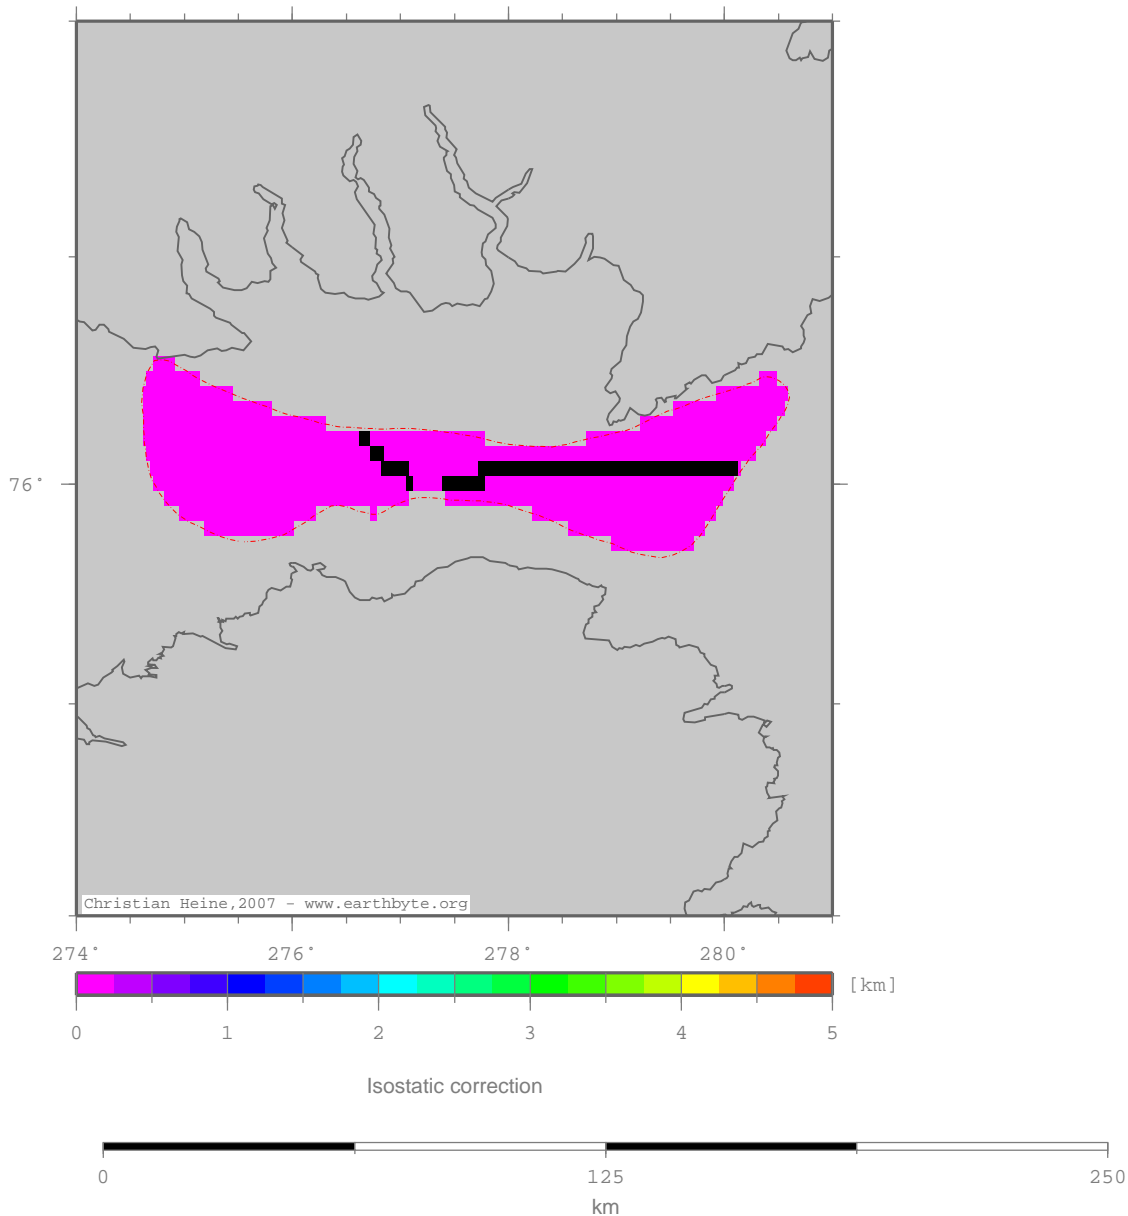 76°
Christian Heine,2007 - www.earthbyte.org
274° 276° 278° 280°
[km]
0 1 2 3 4 5
Isostatic correction
0 125 250
km